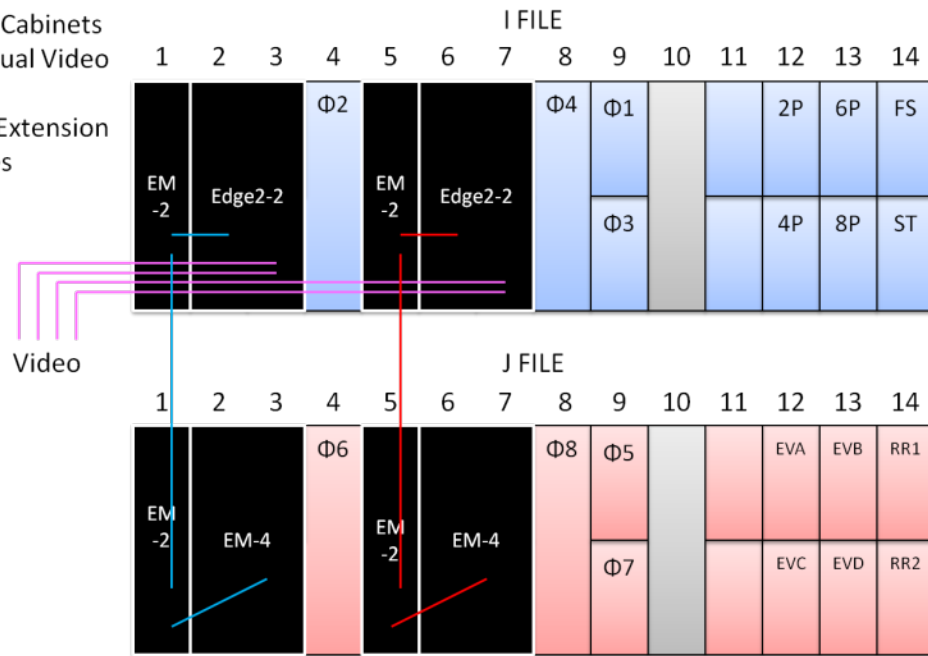 Cabinets
ual Video
Extension
s
I FILE
1 2 3 4 5 6 7 8 9 10 11 12 13 14
Φ2 Φ4 Φ1 2P 6P FS
EM
-2
Edge2-2
EM
-2
Edge2-2
Φ3 4P 8P ST
Video
J FILE
1 2 3 4 5 6 7 8 9 10 11 12 13 14
Φ6 Φ8 Φ5 EVA EVB RR1
EM
-2
EM-4
EM
-2
EM-4
Φ7 EVC EVD RR2